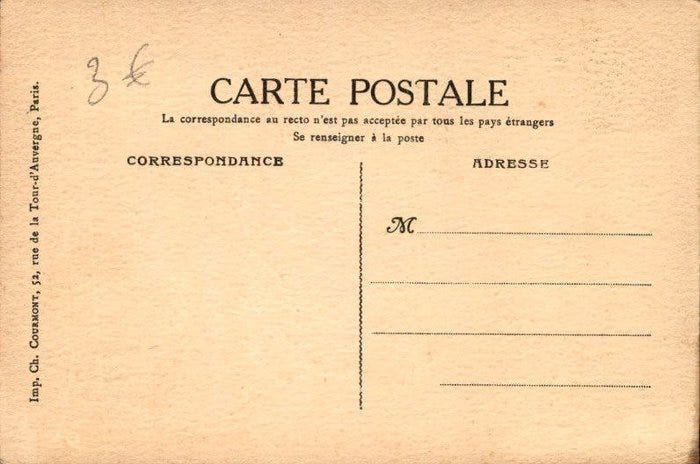 3 €
CARTE POSTALE
La correspondance au recto n'est pas acceptée par tous les pays étrangers
Se renseigner à la poste
CORRESPONDANCE
ADRESSE
M
Imp. Ch. COURMONT, 52, rue de la Tour-d'Auvergne, Paris.